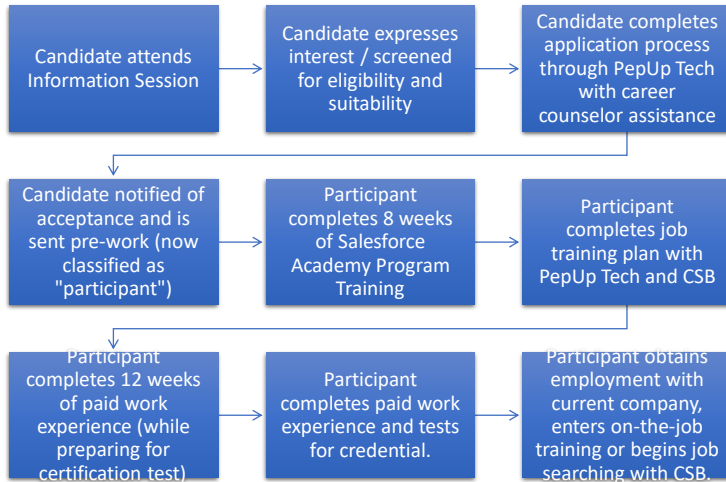 Candidate attends
Information Session
Candidate expresses
interest / screened
for eligibility and
suitability
Candidate completes
application process
through PepUp Tech
with career
counselor assistance
Candidate notified of
acceptance and is
sent pre-work (now
classified as
"participant")
Participant
completes 8 weeks
of Salesforce
Academy Program
Training
Participant
completes job
training plan with
PepUp Tech and CSB
Participant
completes 12 weeks
of paid work
experience (while
preparing for
certification test)
Participant
completes paid work
experience and tests
for credential.
Participant obtains
employment with
current company,
enters on-the-job
training or begins job
searching with CSB.